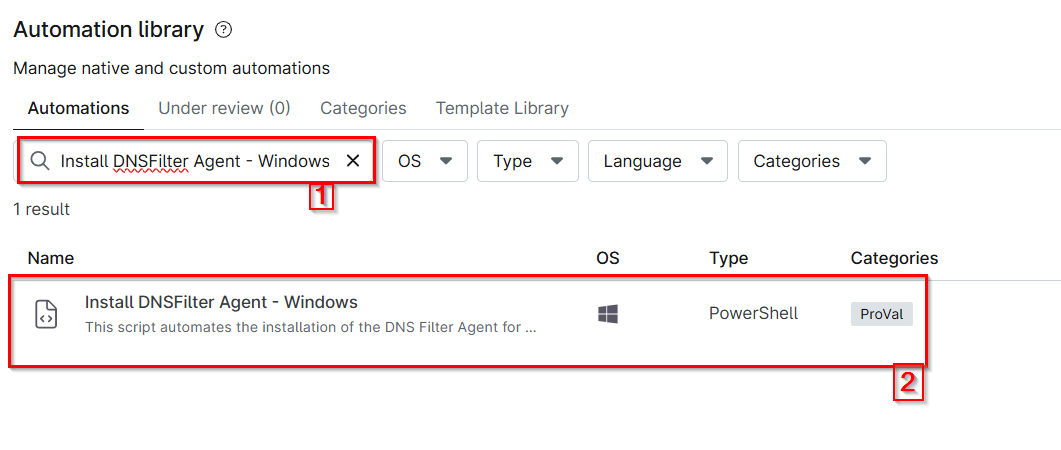 Automation library ?
Manage native and custom automations
Automations Under review (0) Categories Template Library
Install DNSFilter Agent - Windows OS Type Language Categories
1
1 result
Name OS Type Categories
Install DNSFilter Agent - Windows
This script automates the installation of the DNS Filter Agent for ...
PowerShell ProVal
2